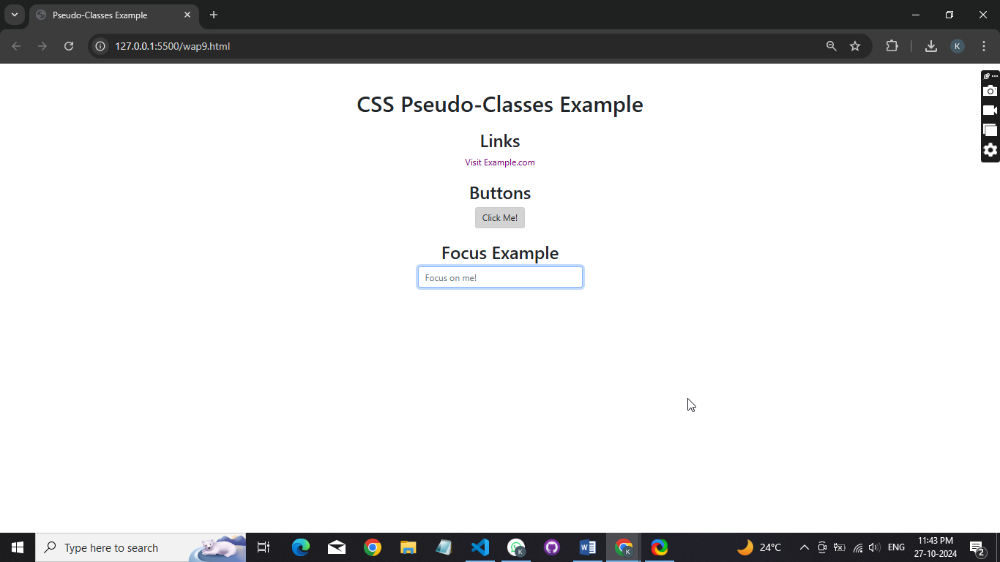 Pseudo-Classes Example
127.0.0.1:5500/wap9.html
K
CSS Pseudo-Classes Example
Links
Visit Example.com
Buttons
Click Me!
Focus Example
Focus on me!
Type here to search
K
K
24°C
ENG
11:43 PM
27-10-2024
2